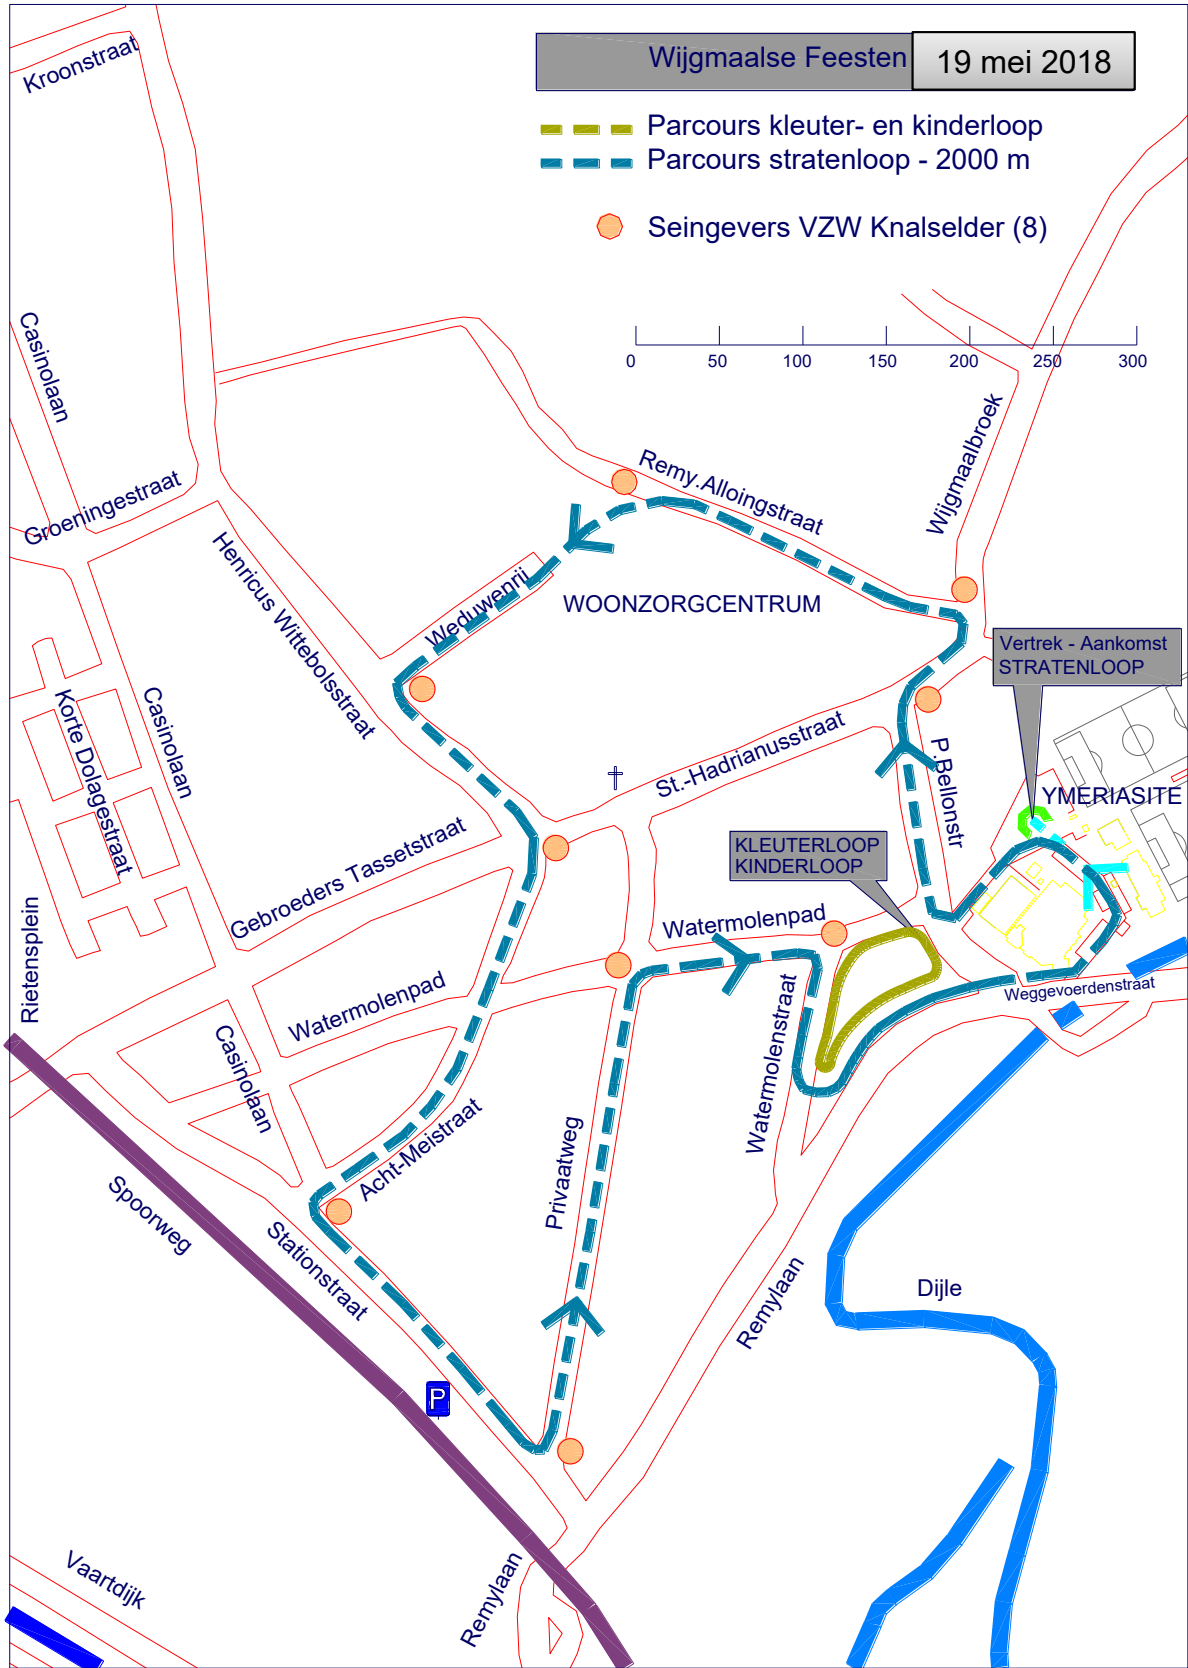 Wijgmaalse Feesten
19 mei 2018
Parcours kleuter- en kinderloop
Parcours stratenloop - 2000 m
Seingevers VZW Knalselder (8)
0 50 100 150 200 250 300
Kroonstraat
Casinolaan
Groeningestraat
Henricus Wittebolsstraat
Remy.Alloingstraat
Wijgmaalbroek
Weduwenrij
WOONZORGCENTRUM
Vertrek - Aankomst
STRATENLOOP
Korte Dolagestraat
Casinolaan
St.-Hadrianusstraat
P.Bellonstr
YMERIASITE
Gebroeders Tassetstraat
KLEUTERLOOP
KINDERLOOP
Rietensplein
Watermolenpad
Watermolenpad
Weggevoerdenstraat
Casinolaan
Watermolenstraat
Acht-Meistraat
Privaatweg
Spoorweg
Stationstraat
Remylaan
Dijle
P
Vaartdijk
Remylaan